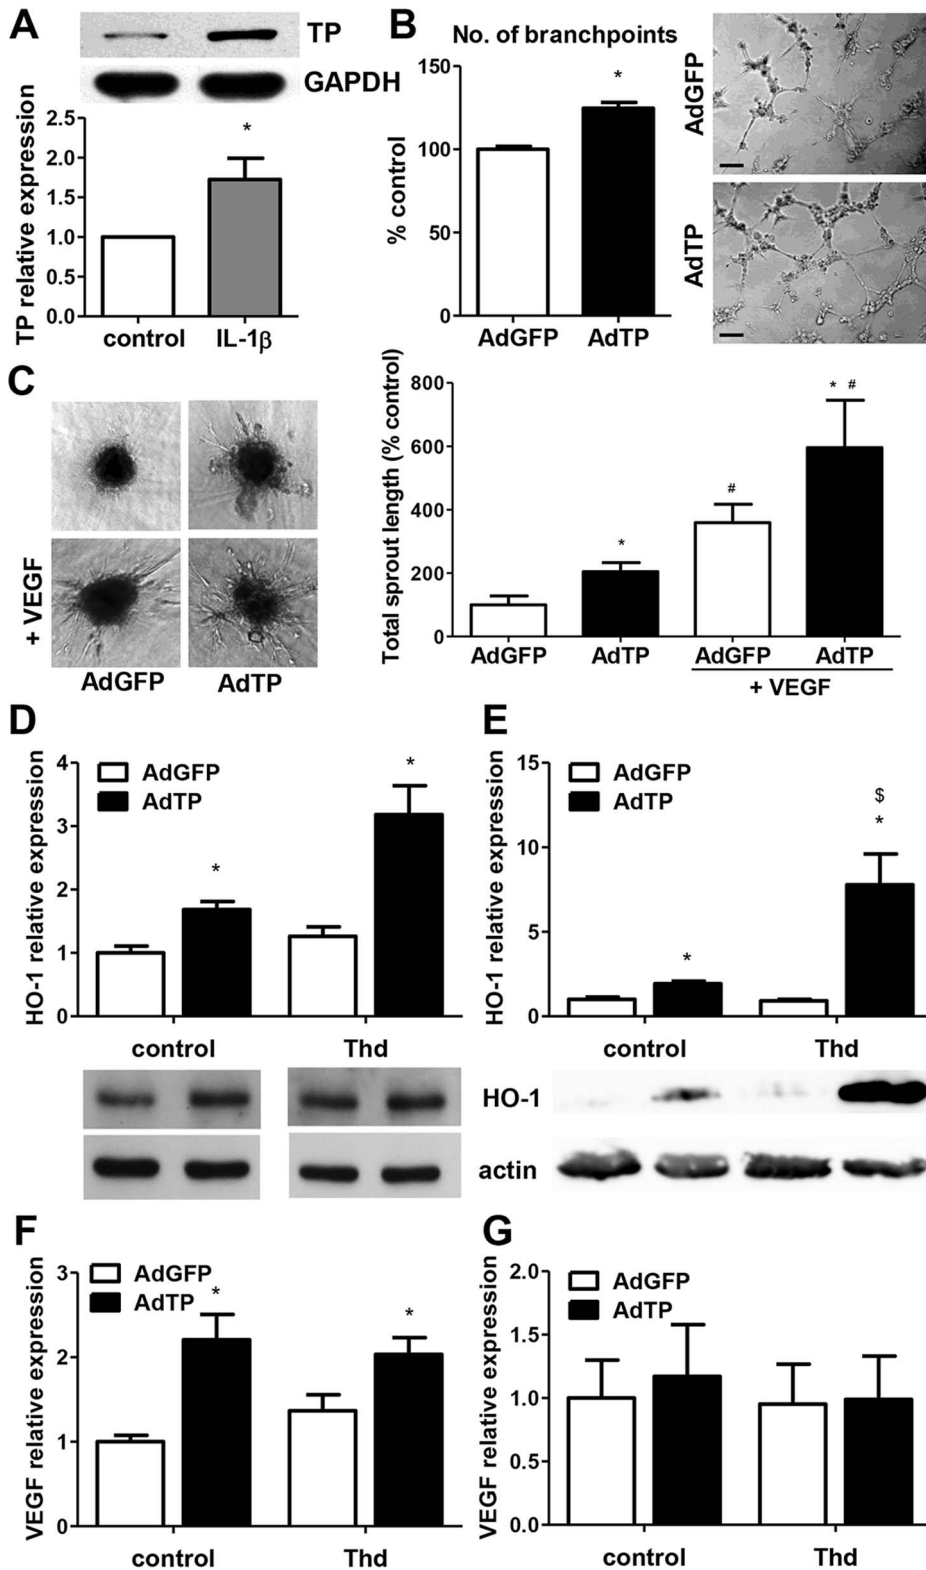 A
TP
GAPDH
TP relative expression
2.5
2.0
1.5
1.0
0.5
0.0
*
control IL-1β
B
No. of branchpoints
% control
150
100
50
0
*
AdGFP AdTP
AdGFP
AdTP
C
+ VEGF
AdGFP AdTP
Total sprout length (% control)
800
600
400
200
0
*
#
* #
AdGFP AdTP AdGFP AdTP
+ VEGF
D
HO-1 relative expression
4
3
2
1
0
AdGFP
AdTP
*
*
control Thd
E
HO-1 relative expression
15
10
5
0
AdGFP
AdTP
*
$
*
control Thd
HO-1
actin
F
VEGF relative expression
3
2
1
0
AdGFP
AdTP
*
*
control Thd
G
VEGF relative expression
2.0
1.5
1.0
0.5
0.0
AdGFP
AdTP
control Thd